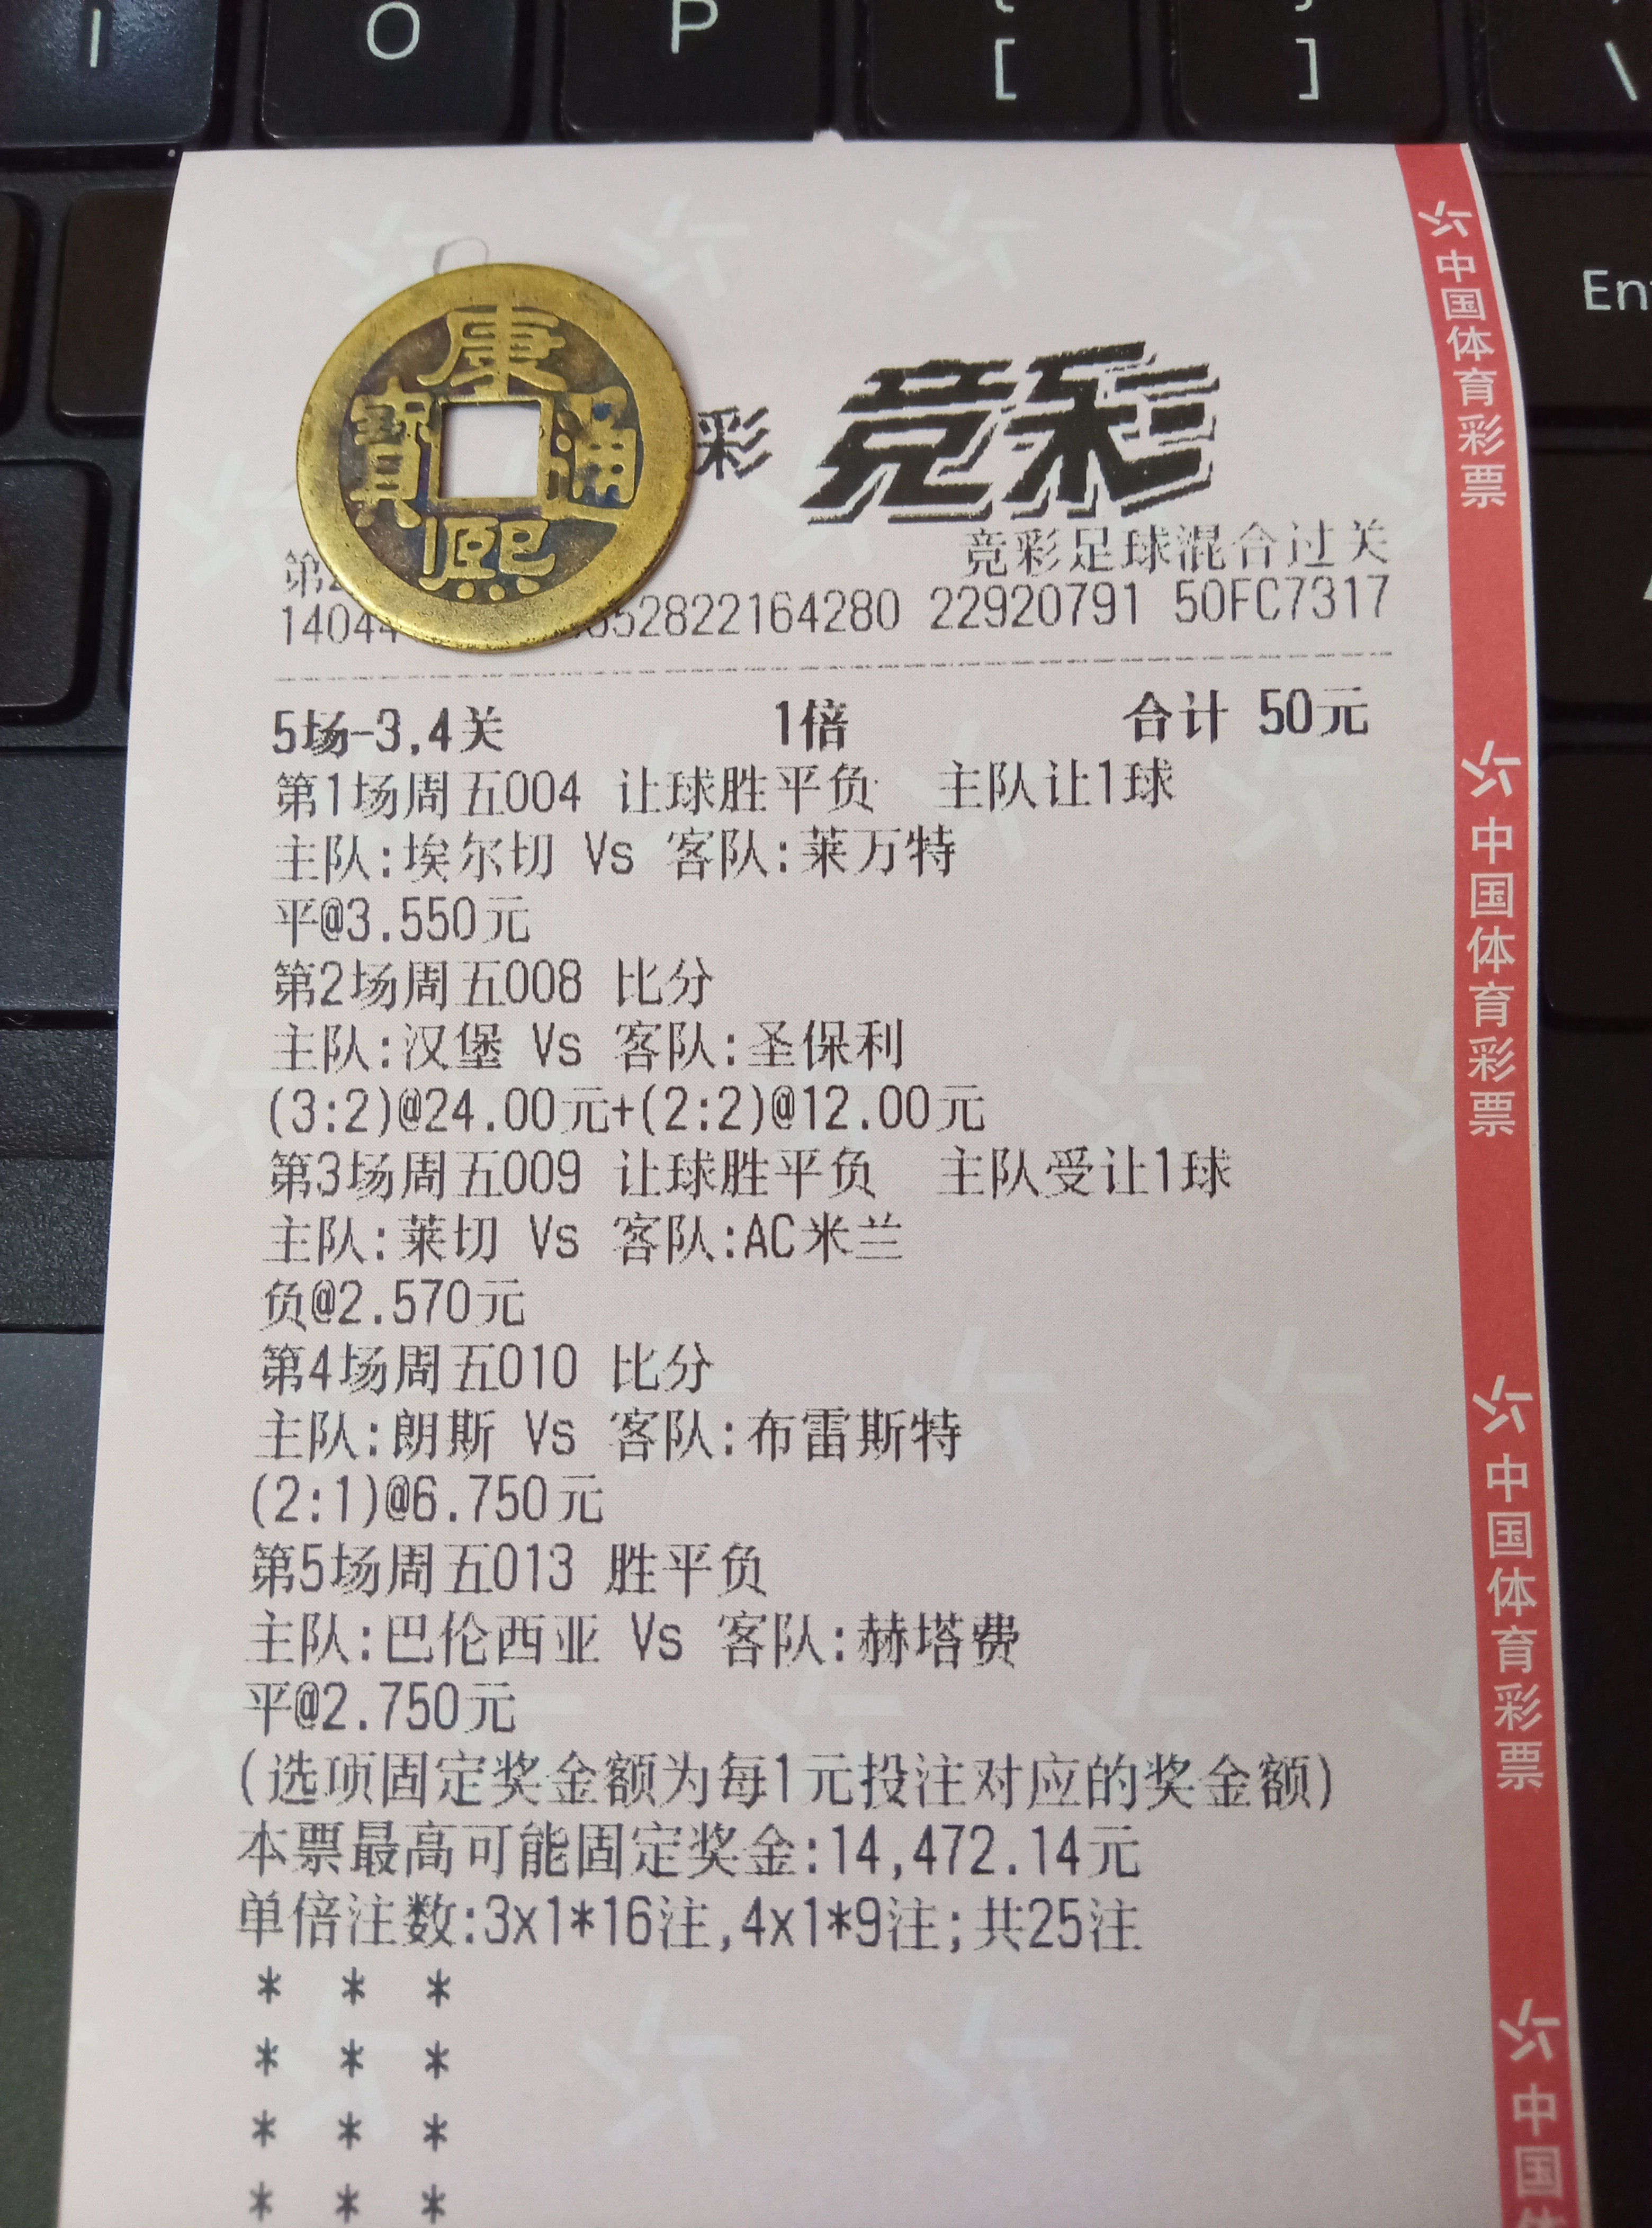 I O P [ ] \
Ent
康熙通寳
彩 竞彩
竞彩足球混合过关
第
1404 52822164280 22920791 50FC7317
5场-3,4关 1倍 合计 50元
第1场周五004 让球胜平负 主队让1球
主队:埃尔切 Vs 客队:莱万特
平@3.550元
第2场周五008 比分
主队:汉堡 Vs 客队:圣保利
(3:2)@24.00元+(2:2)@12.00元
第3场周五009 让球胜平负 主队受让1球
主队:莱切 Vs 客队:AC米兰
负@2.570元
第4场周五010 比分
主队:朗斯 Vs 客队:布雷斯特
(2:1)@6.750元
第5场周五013 胜平负
主队:巴伦西亚 Vs 客队:赫塔费
平@2.750元
(选项固定奖金额为每1元投注对应的奖金额)
本票最高可能固定奖金:14,472.14元
单倍注数:3x1*16注,4x1*9注;共25注
* * *
* * *
* * *
* * *
中国体育彩票
中国体育彩票
中国体育彩票
中国体